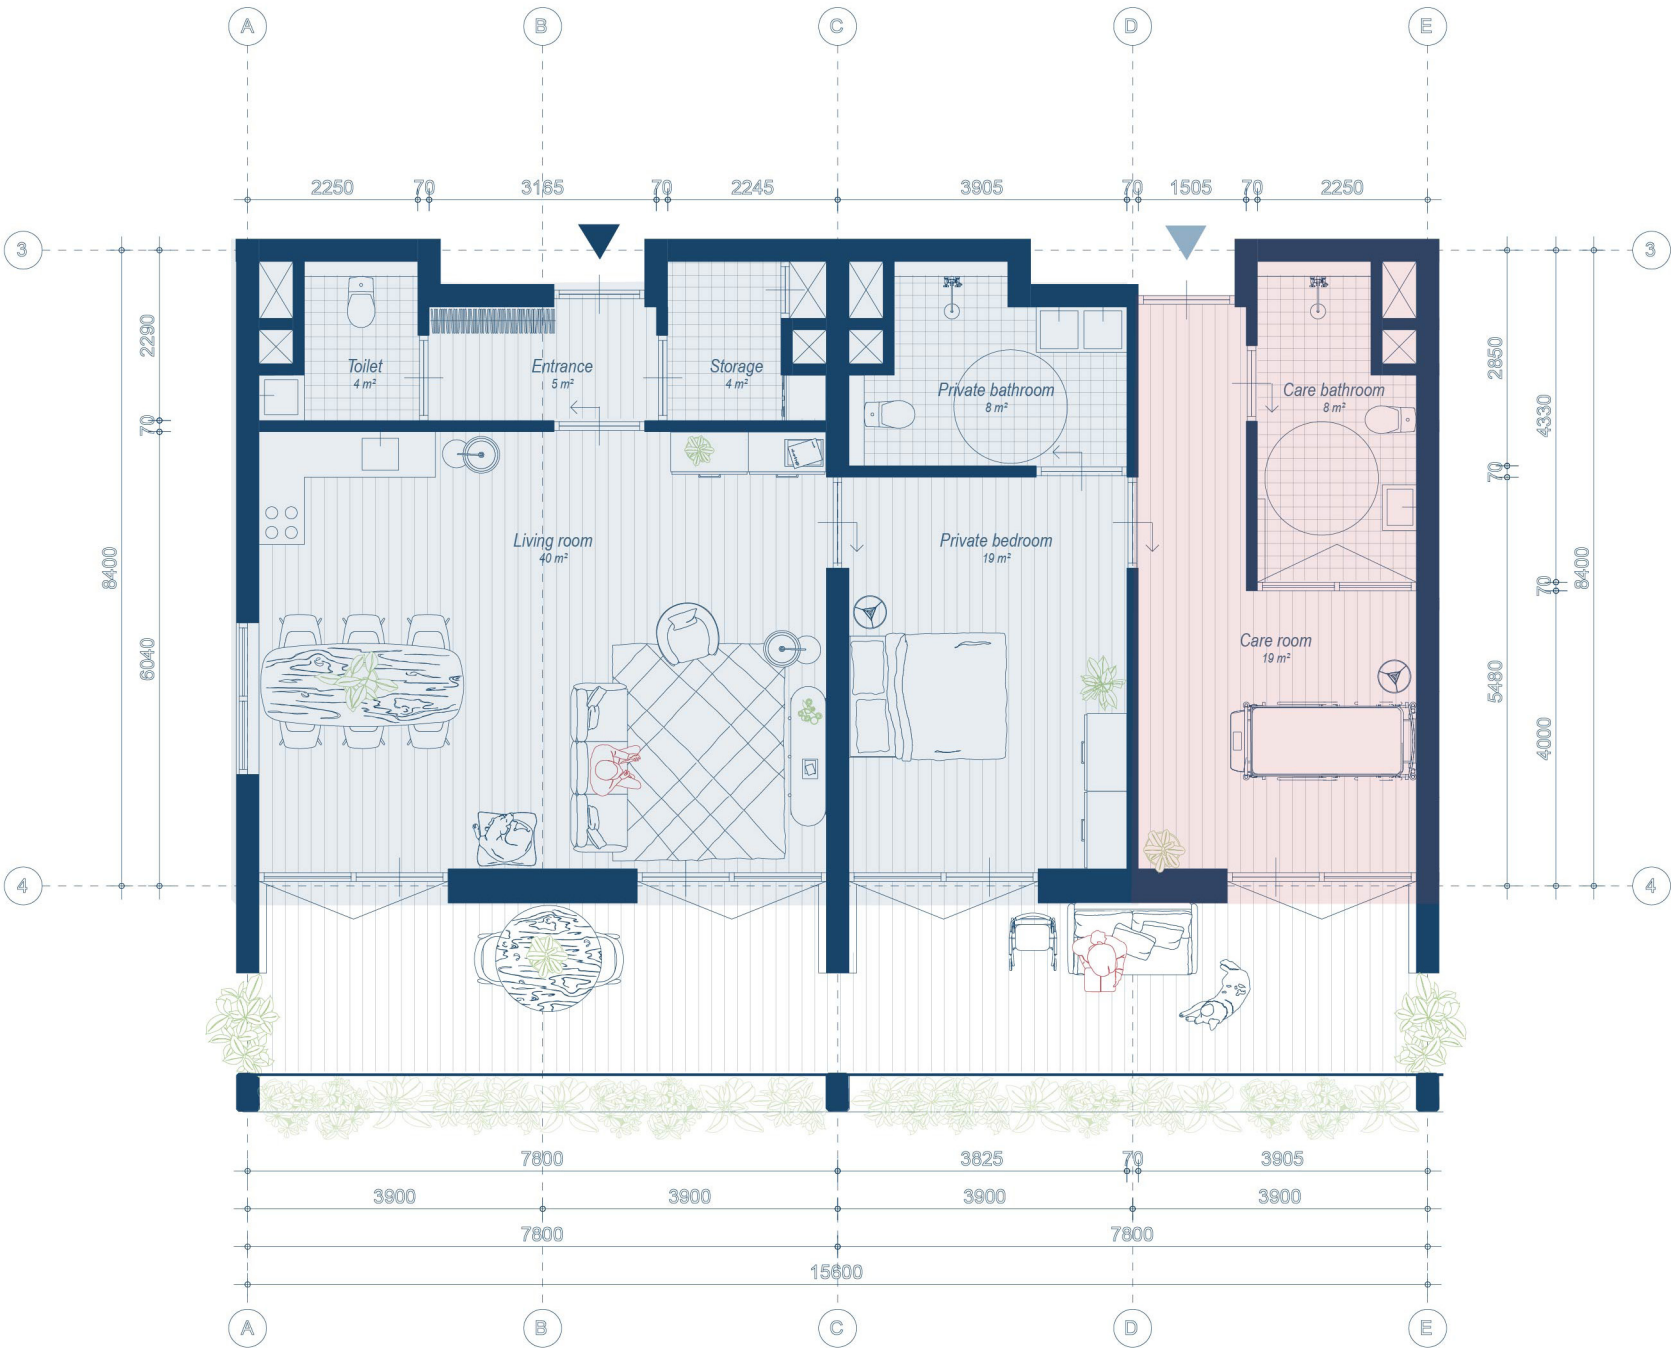 A B C D E
2250 70 3165 70 2245 3905 70 1505 70 2250
3 3
2290
70
8400
6040
2850
4330
70
8400
70
5480
4000
Toilet
4 m²
Entrance
5 m²
Storage
4 m²
Private bathroom
8 m²
Care bathroom
8 m²
Living room
40 m²
Private bedroom
19 m²
Care room
19 m²
4 4
7800 3825 70 3905
3900 3900 3900 3900
7800 7800
15600
A B C D E